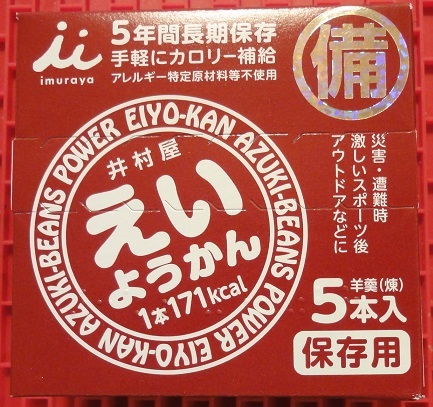 imuraya
5年間長期保存
手軽にカロリー補給
アレルギー特定原材料等不使用
備
AZUKI-BEANS POWER EIYO-KAN AZUKI-BEANS POWER EIYO-KAN
井村屋
えい
ようかん
1本171kcal
災害・遭難時
激しいスポーツ後
アウトドアなどに
羊羹(煉)
5本入
保存用